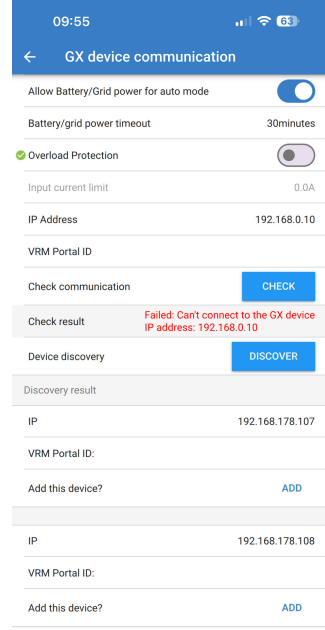 09:55
63
GX device communication
Allow Battery/Grid power for auto mode
Battery/grid power timeout 30minutes
Overload Protection
Input current limit 0.0A
IP Address 192.168.0.10
VRM Portal ID
Check communication CHECK
Check result Failed: Can't connect to the GX device
IP address: 192.168.0.10
Device discovery DISCOVER
Discovery result
IP 192.168.178.107
VRM Portal ID:
Add this device? ADD
IP 192.168.178.108
VRM Portal ID:
Add this device? ADD